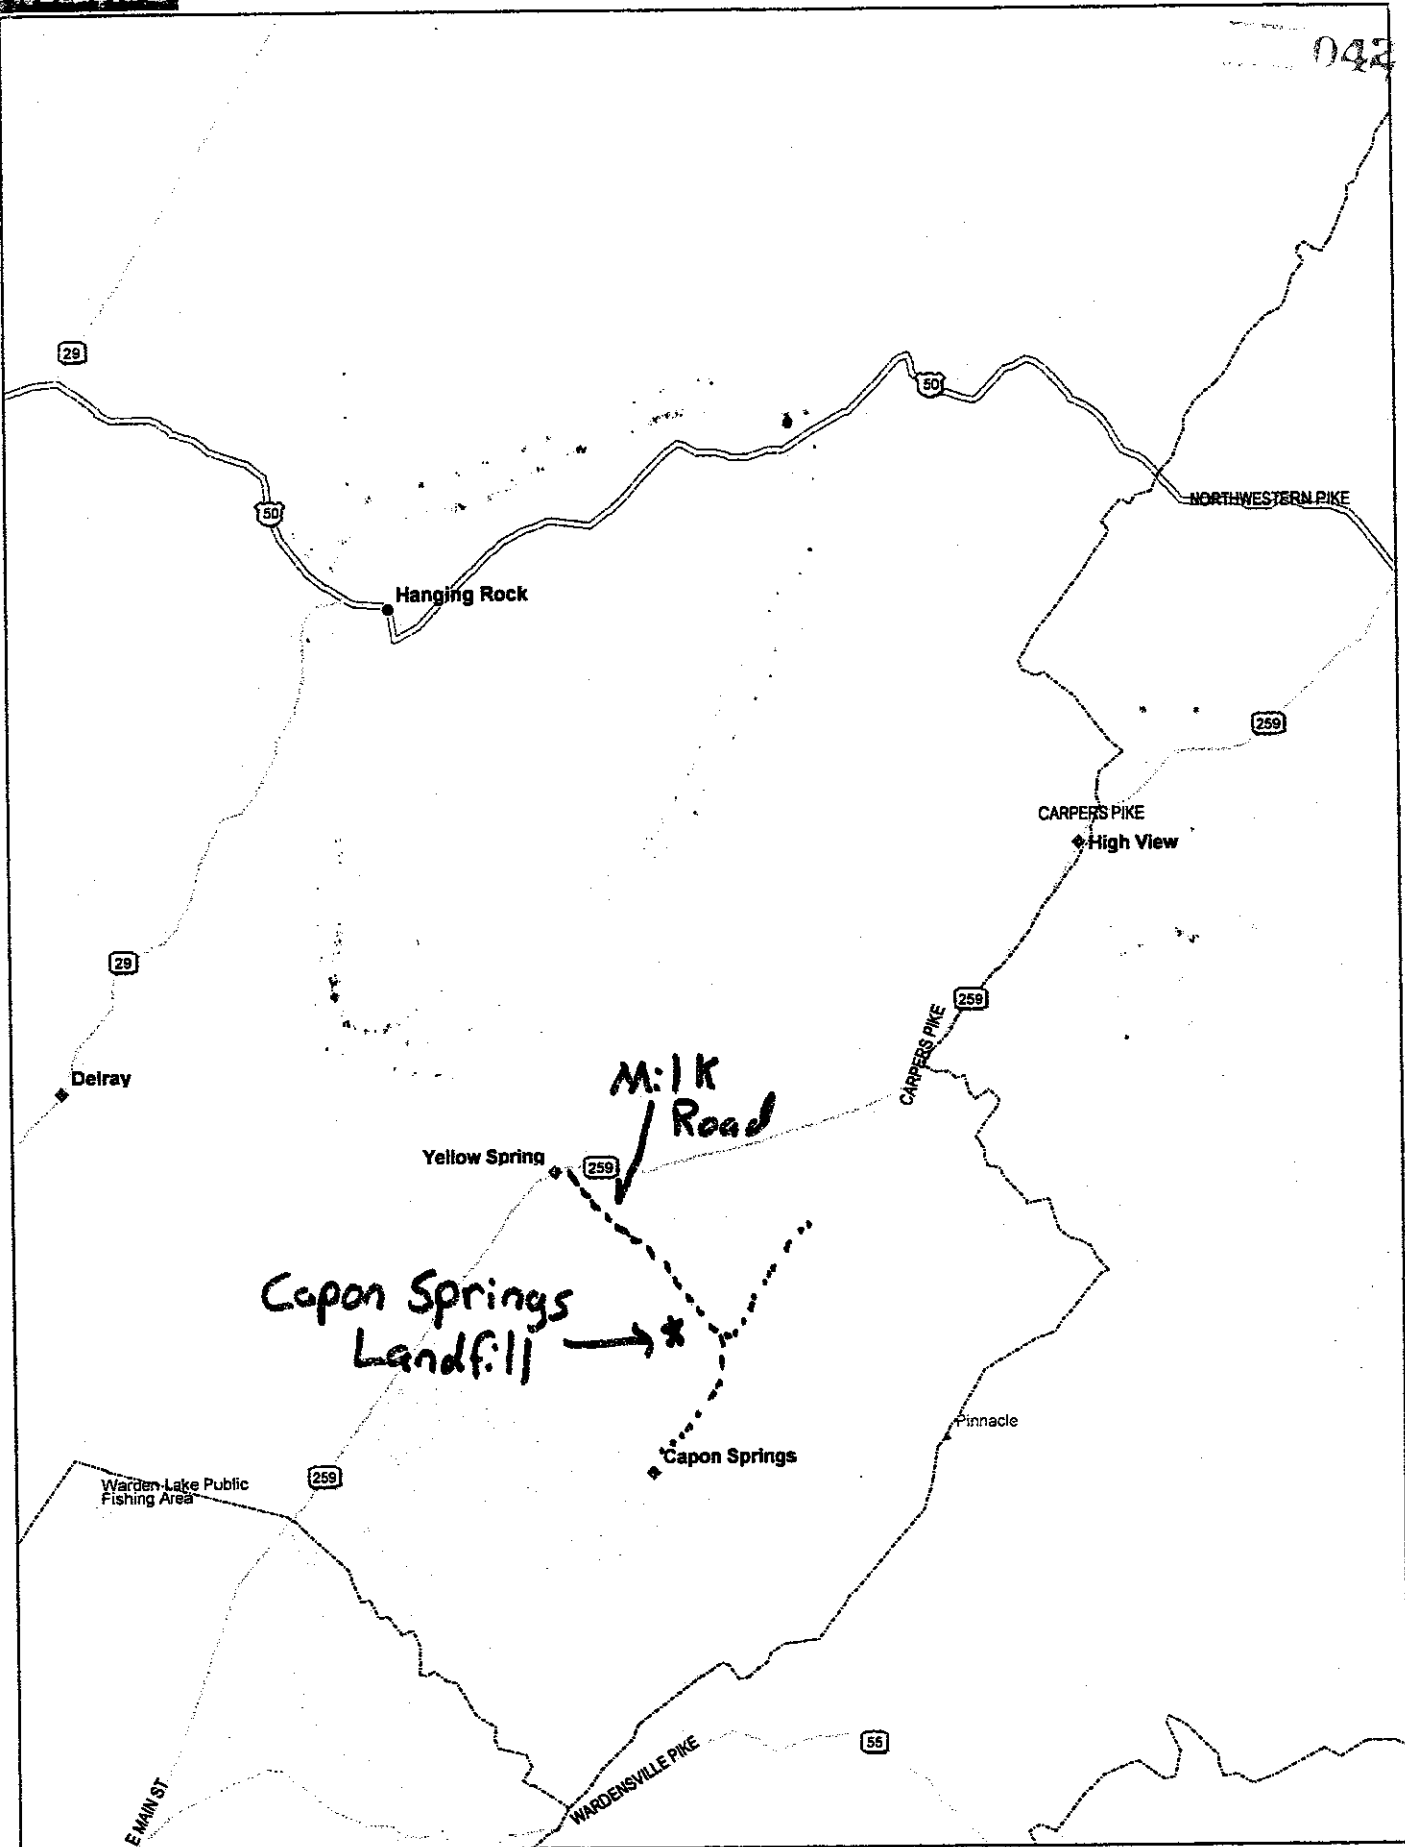 042
29
50
50
NORTHWESTERN PIKE
Hanging Rock
259
CARPERS PIKE
High View
29
259
CARPERS PIKE
Delray
Milk
Road
Yellow Spring
259
Capon Springs
Landfill
Pinnacle
Capon Springs
259
Warden Lake Public
Fishing Area
55
WARDENSVILLE PIKE
E MAIN ST